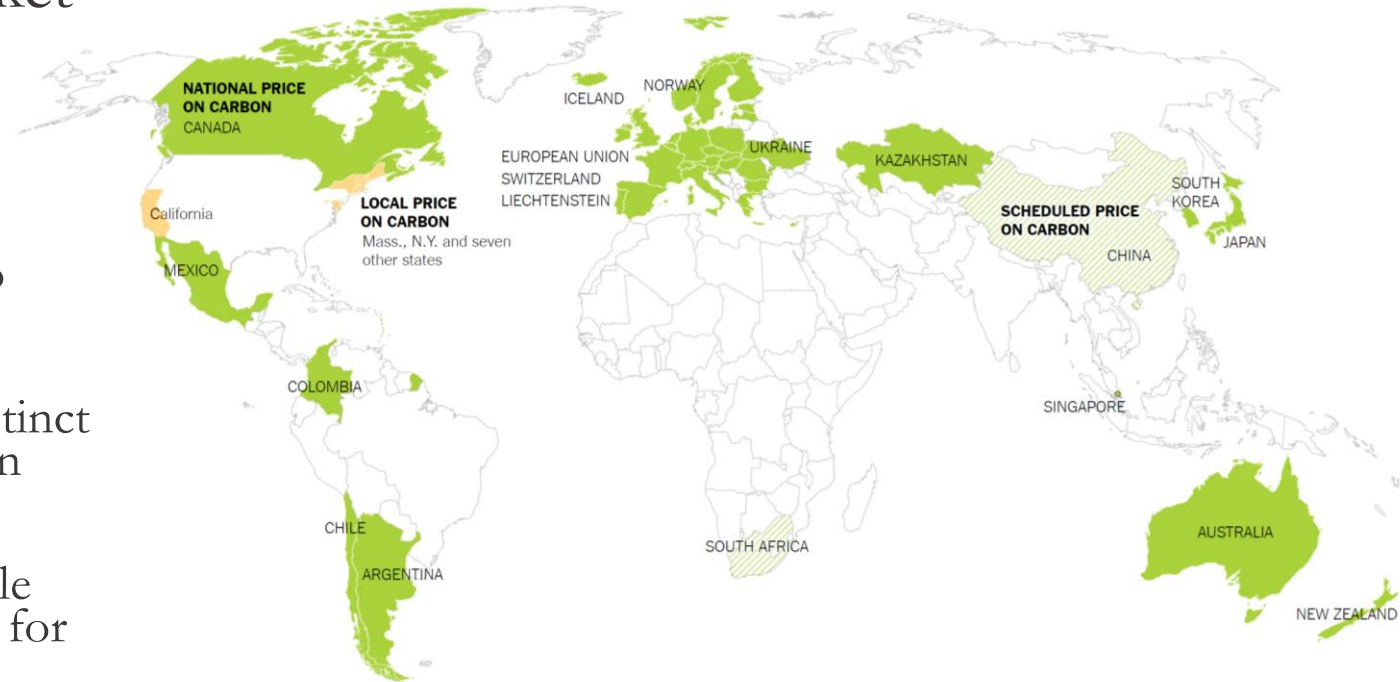 NATIONAL PRICE
ON CARBON
CANADA
ICELAND
NORWAY
EUROPEAN UNION
SWITZERLAND
LIECHTENSTEIN
UKRAINE
KAZAKHSTAN
SOUTH
KOREA
JAPAN
SCHEDULED PRICE
ON CARBON
CHINA
California
LOCAL PRICE
ON CARBON
Mass., N.Y. and seven
other states
MEXICO
COLOMBIA
SINGAPORE
CHILE
ARGENTINA
SOUTH AFRICA
AUSTRALIA
NEW ZEALAND
for